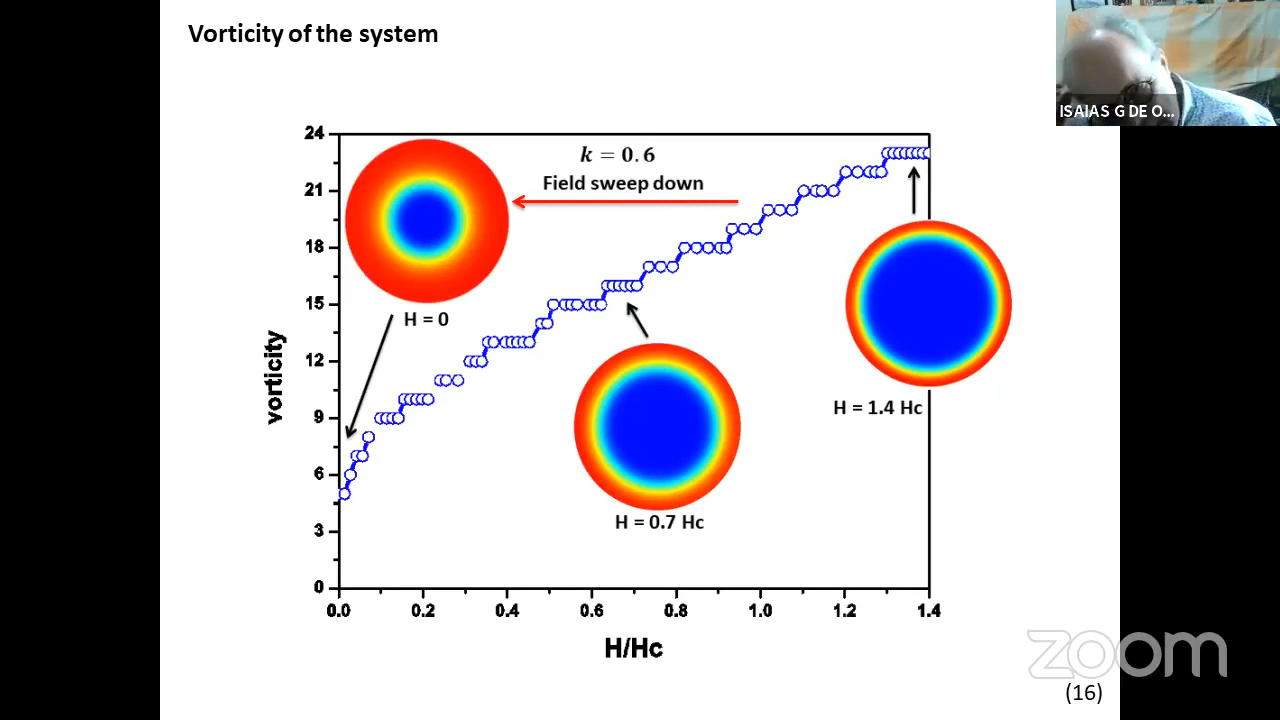 Vorticity of the system
ISAIAS G DE O...
24
21
18
15
12
9
6
3
0
vorticity
k = 0.6
Field sweep down
H = 0
H = 0.7 Hc
H = 1.4 Hc
0.0 0.2 0.4 0.6 0.8 1.0 1.2 1.4
H/Hc
zoom
(16)